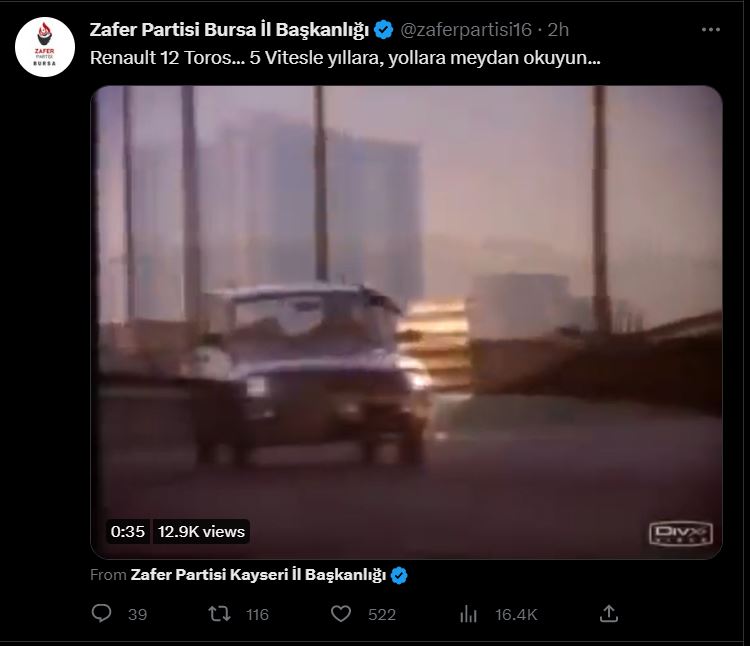 ZAFER
PARTİSİ
BURSA
Zafer Partisi Bursa İl Başkanlığı @zaferpartisi16 · 2h
Renault 12 Toros... 5 Vitesle yıllara, yollara meydan okuyun...
0:35 12.9K views
DivX
VIDEO
From Zafer Partisi Kayseri İl Başkanlığı
39 116 522 16.4K